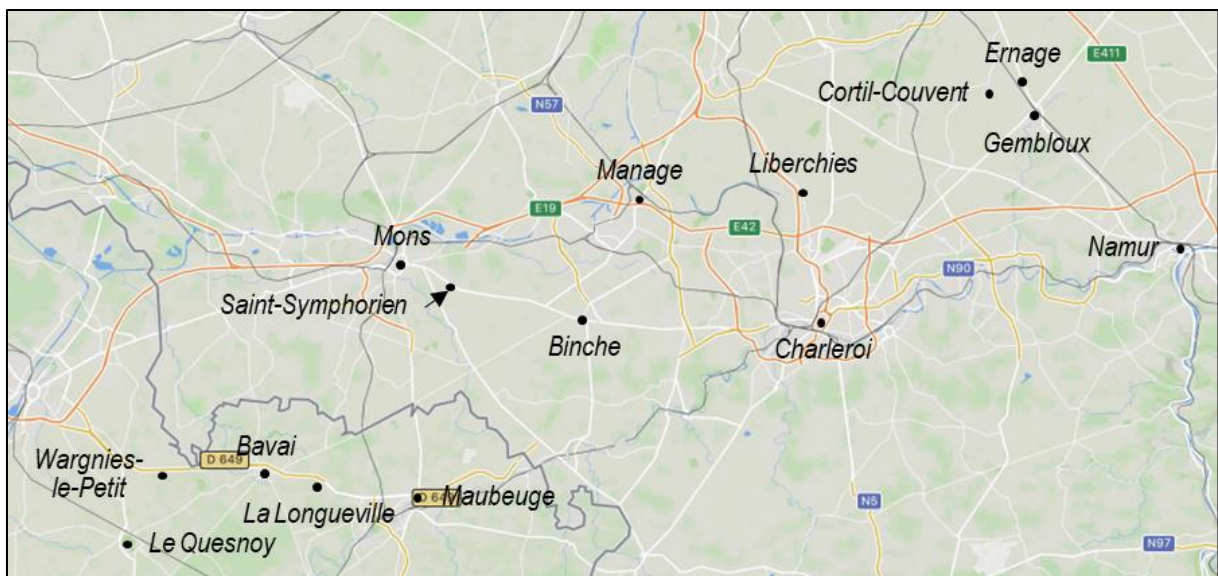 Ernage
E411
Cortil-Couvent
N57
Gembloux
Manage
Liberchies
E19
Mons
E42
Namur
N90
Saint-Symphorien
Binche
Charleroi
Bavai
Wargnies-
le-Petit
D 649
D 64
Maubeuge
La Longueville
N5
Le Quesnoy
N97